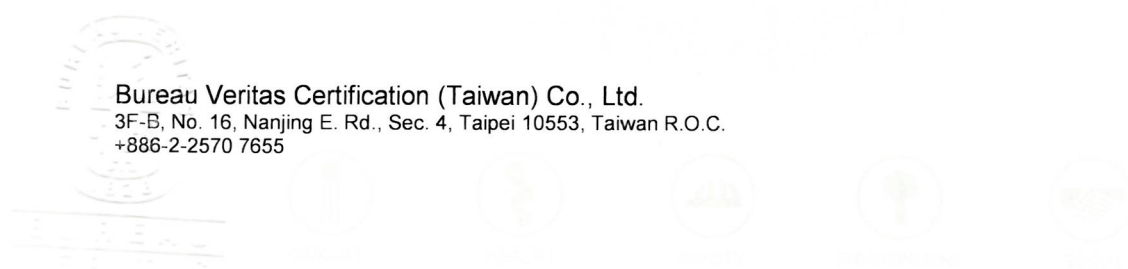 Bureau Veritas Certification (Taiwan) Co., Ltd.
3F-B, No. 16, Nanjing E. Rd., Sec. 4, Taipei 10553, Taiwan R.O.C.
+886-2-2570 7655